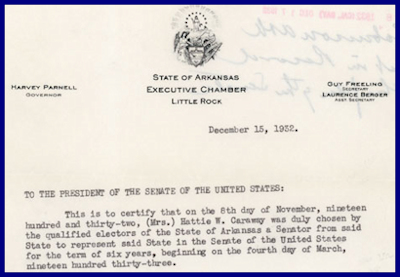 STATE OF ARKANSAS
EXECUTIVE CHAMBER
LITTLE ROCK
HARVEY PARNELL
GOVERNOR
GUY FREELING
SECRETARY
LAURENCE BERGER
ASST. SECRETARY
December 15, 1932.
TO THE PRESIDENT OF THE SENATE OF THE UNITED STATES:
This is to certify that on the 8th day of November, nineteen
hundred and thirty-two, (Mrs.) Hattie W. Caraway was duly chosen by
the qualified electors of the State of Arkansas a Senator from said
State to represent said State in the Senate of the United States
for the term of six years, beginning on the fourth day of March,
nineteen hundred thirty-three.